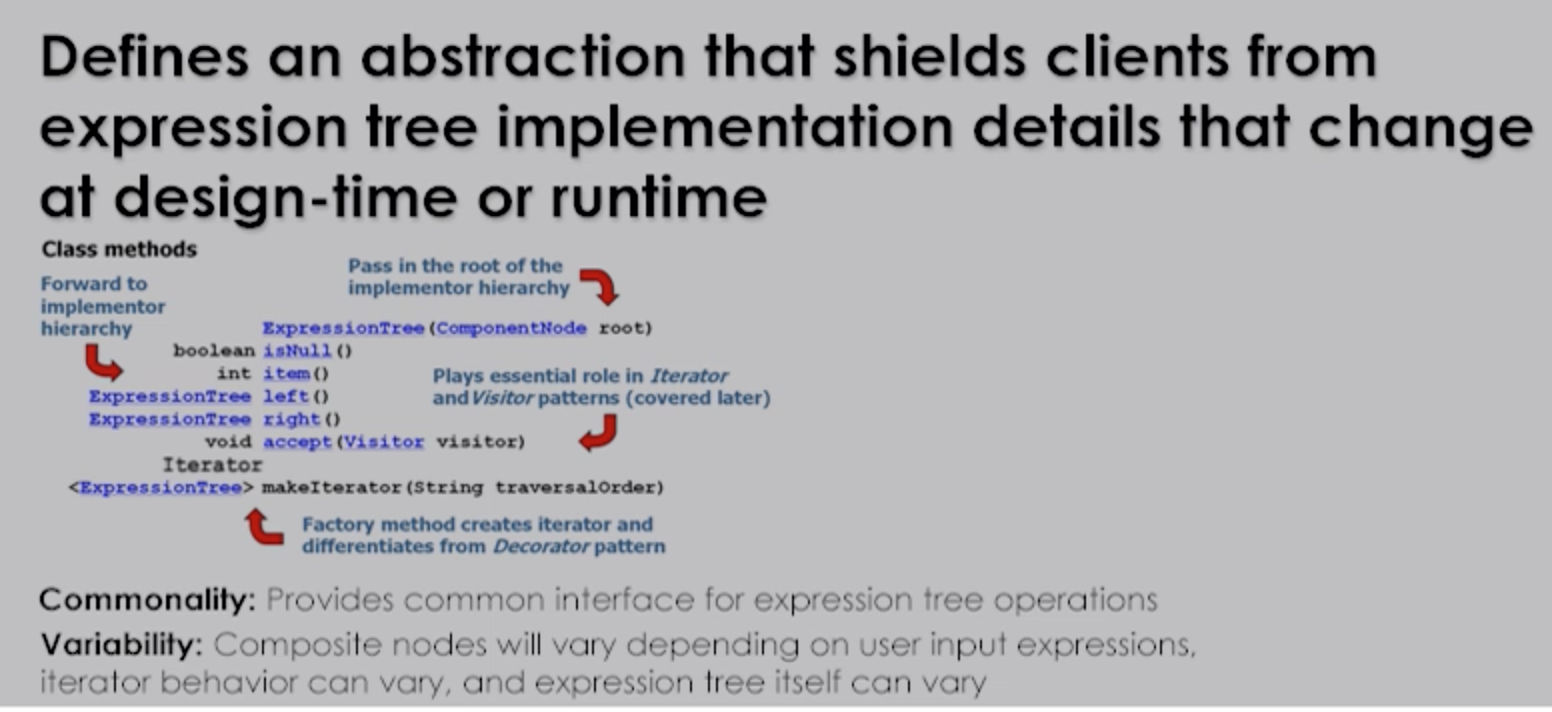 Defines an abstraction that shields clients from
expression tree implementation details that change
at design-time or runtime
Class methods
Forward to
implementor
hierarchy
Pass in the root of the
implementor hierarchy
ExpressionTree(ComponentNode root)
boolean isNull()
int item()
ExpressionTree left()
ExpressionTree right()
Plays essential role in Iterator
and Visitor patterns (covered later)
void accept(Visitor visitor)
Iterator
<ExpressionTree> makeIterator(String traversalOrder)
Factory method creates iterator and
differentiates from Decorator pattern
Commonality: Provides common interface for expression tree operations
Variability: Composite nodes will vary depending on user input expressions,
iterator behavior can vary, and expression tree itself can vary